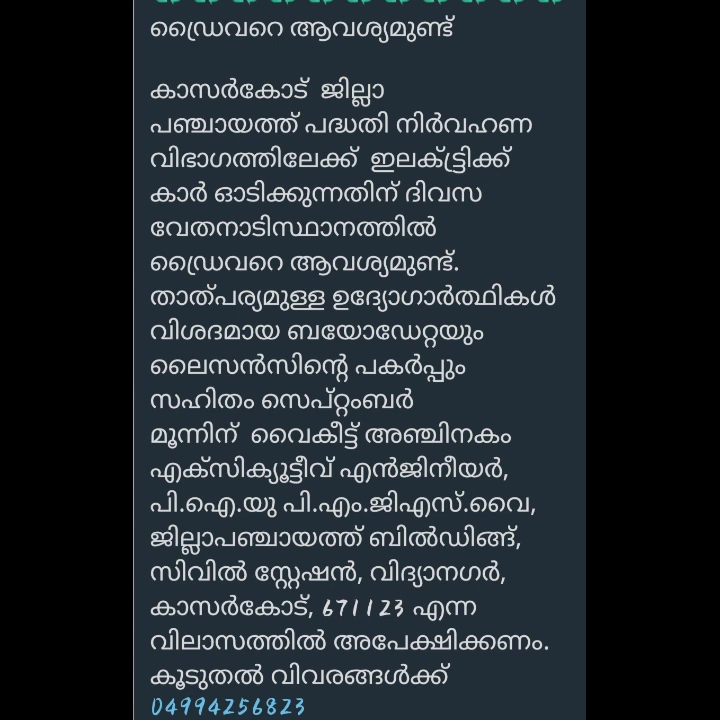 ഡ്രൈവറെ ആവശ്യമുണ്ട്
കാസർകോട് ജില്ലാ
പഞ്ചായത്ത് പദ്ധതി നിർവഹണ
വിഭാഗത്തിലേക്ക് ഇലക്ട്രിക്ക്
കാർ ഓടിക്കുന്നതിന് ദിവസ
വേതനാടിസ്ഥാനത്തിൽ
ഡ്രൈവറെ ആവശ്യമുണ്ട്.
താത്പര്യമുള്ള ഉദ്യോഗാർത്ഥികൾ
വിശദമായ ബയോഡേറ്റയും
ലൈസൻസിന്റെ പകർപ്പും
സഹിതം സെപ്റ്റംബർ
മൂന്നിന് വൈകീട്ട് അഞ്ചിനകം
എക്സിക്യൂട്ടീവ് എൻജിനീയർ,
പി.ഐ.യു പി.എം.ജിഎസ്.വൈ,
ജില്ലാപഞ്ചായത്ത് ബിൽഡിങ്ങ്,
സിവിൽ സ്റ്റേഷൻ, വിദ്യാനഗർ,
കാസർകോട്, 671123 എന്ന
വിലാസത്തിൽ അപേക്ഷിക്കണം.
കൂടുതൽ വിവരങ്ങൾക്ക്
04994256823